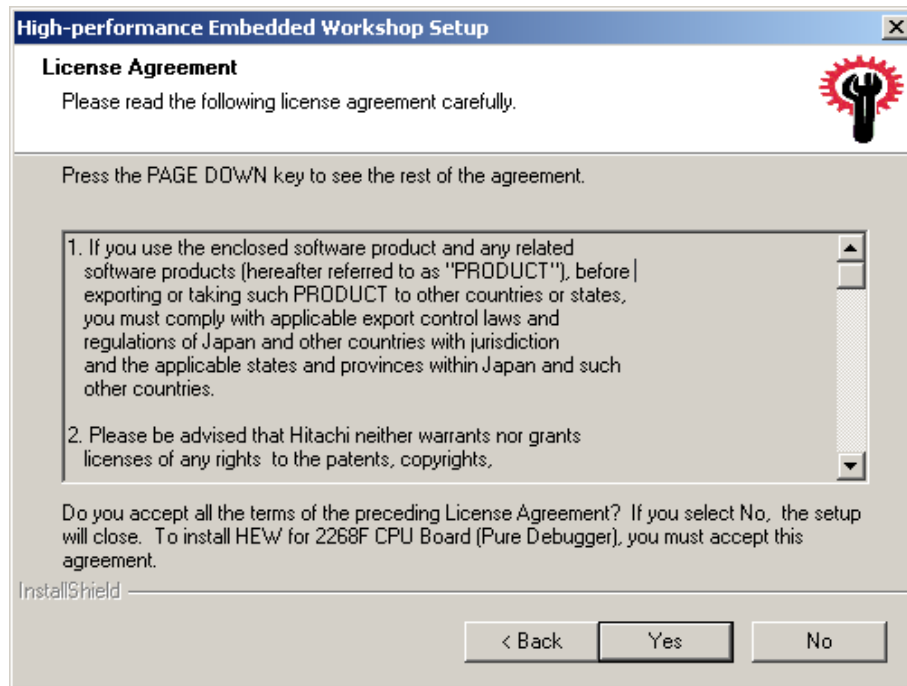 High-performance Embedded Workshop Setup
License Agreement
Please read the following license agreement carefully.
Press the PAGE DOWN key to see the rest of the agreement.
1. If you use the enclosed software product and any related
software products (hereafter referred to as "PRODUCT"), before
exporting or taking such PRODUCT to other countries or states,
you must comply with applicable export control laws and
regulations of Japan and other countries with jurisdiction
and the applicable states and provinces within Japan and such
other countries.
2. Please be advised that Hitachi neither warrants nor grants
licenses of any rights  to the patents, copyrights,
Do you accept all the terms of the preceding License Agreement?  If you select No,  the setup
will close.  To install HEW for 2268F CPU Board (Pure Debugger), you must accept this
agreement.
InstallShield
< Back
Yes
No